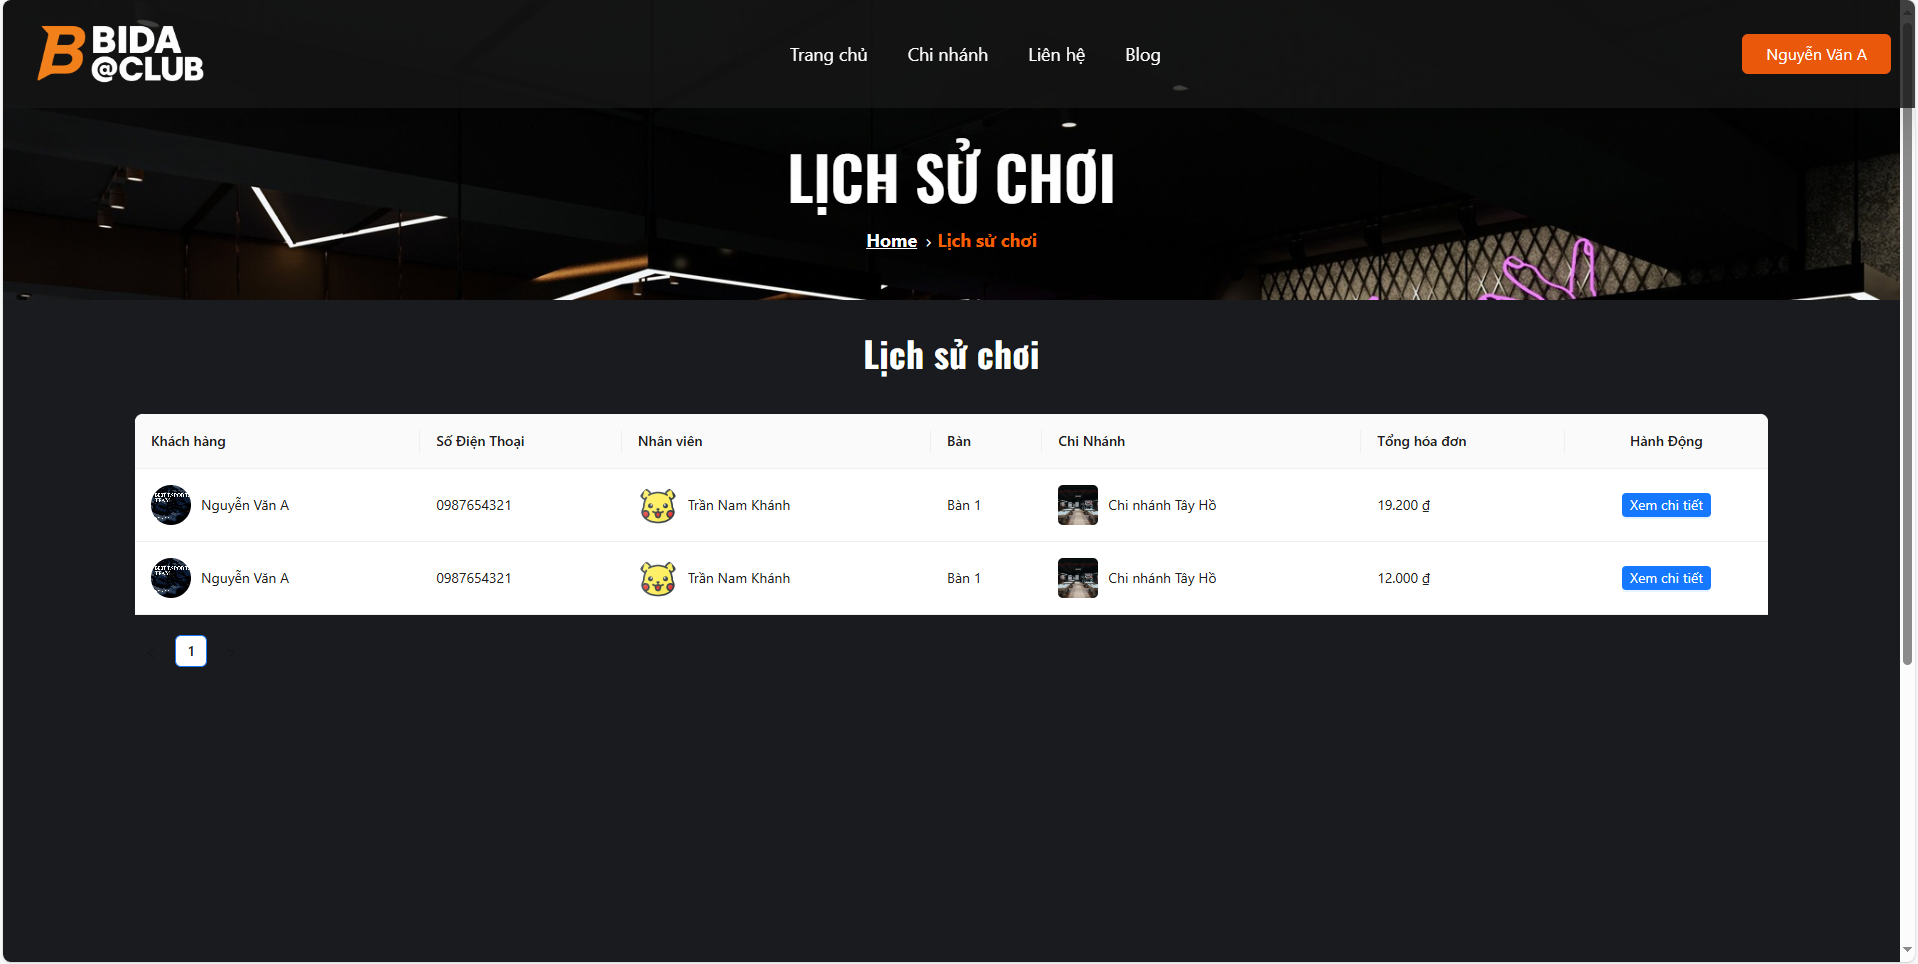 BIDA
@CLUB
Trang chủ Chi nhánh Liên hệ Blog
Nguyễn Văn A
LỊCH SỬ CHƠI
Home › Lịch sử chơi
Lịch sử chơi
Khách hàng Số Điện Thoại Nhân viên Bàn Chi Nhánh Tổng hóa đơn Hành Động
Nguyễn Văn A 0987654321 Trần Nam Khánh Bàn 1 Chi nhánh Tây Hồ 19.200 ₫ Xem chi tiết
Nguyễn Văn A 0987654321 Trần Nam Khánh Bàn 1 Chi nhánh Tây Hồ 12.000 ₫ Xem chi tiết
1